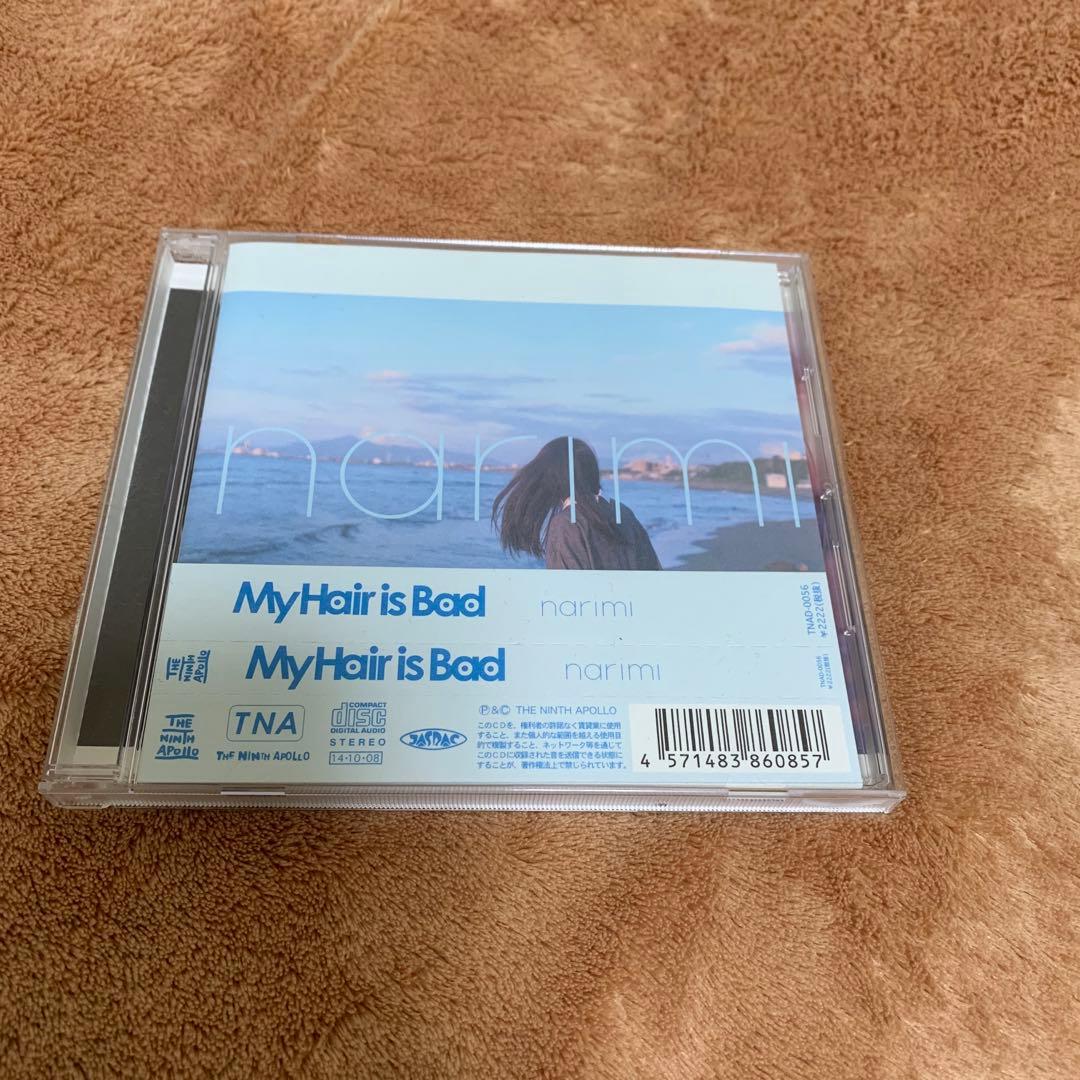 narimi
My Hair is Bad narimi
TNAD-0056
¥2222(税抜)
THE NINTH APOLLO
My Hair is Bad narimi
TNAD-0056
¥2222(税抜)
THE NINTH APOLLO
TNA
THE NINTH APOLLO
COMPACT
disc
DIGITAL AUDIO
STEREO
14・10・08
JASRAC
Ⓟ&© THE NINTH APOLLO
このCDを、権利者の許諾なく賃貸業に使用
すること、また個人的な範囲を越える使用目
的で複製すること、ネットワーク等を通じて
このCDに収録された音を送信できる状態に
することが、著作権法上で禁じられています。
4 571483 860857